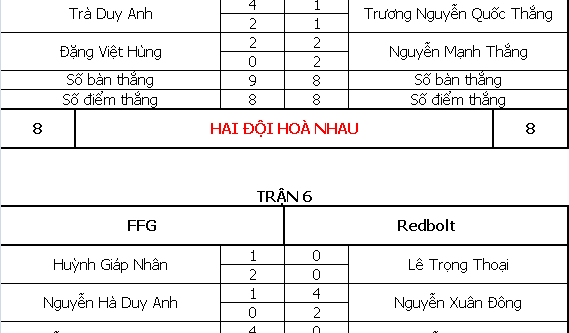 Trà Duy Anh 4 1 Trương Nguyễn Quốc Thắng
2 1
Đặng Việt Hùng 2 2 Nguyễn Mạnh Thắng
0 2
Số bàn thắng 9 8 Số bàn thắng
Số điểm thắng 8 8 Số điểm thắng
8 HAI ĐỘI HOÀ NHAU 8
TRẬN 6
FFG Redbolt
Huỳnh Giáp Nhân 1 0 Lê Trọng Thoại
2 0
Nguyễn Hà Duy Anh 1 4 Nguyễn Xuân Đông
0 2
4 0